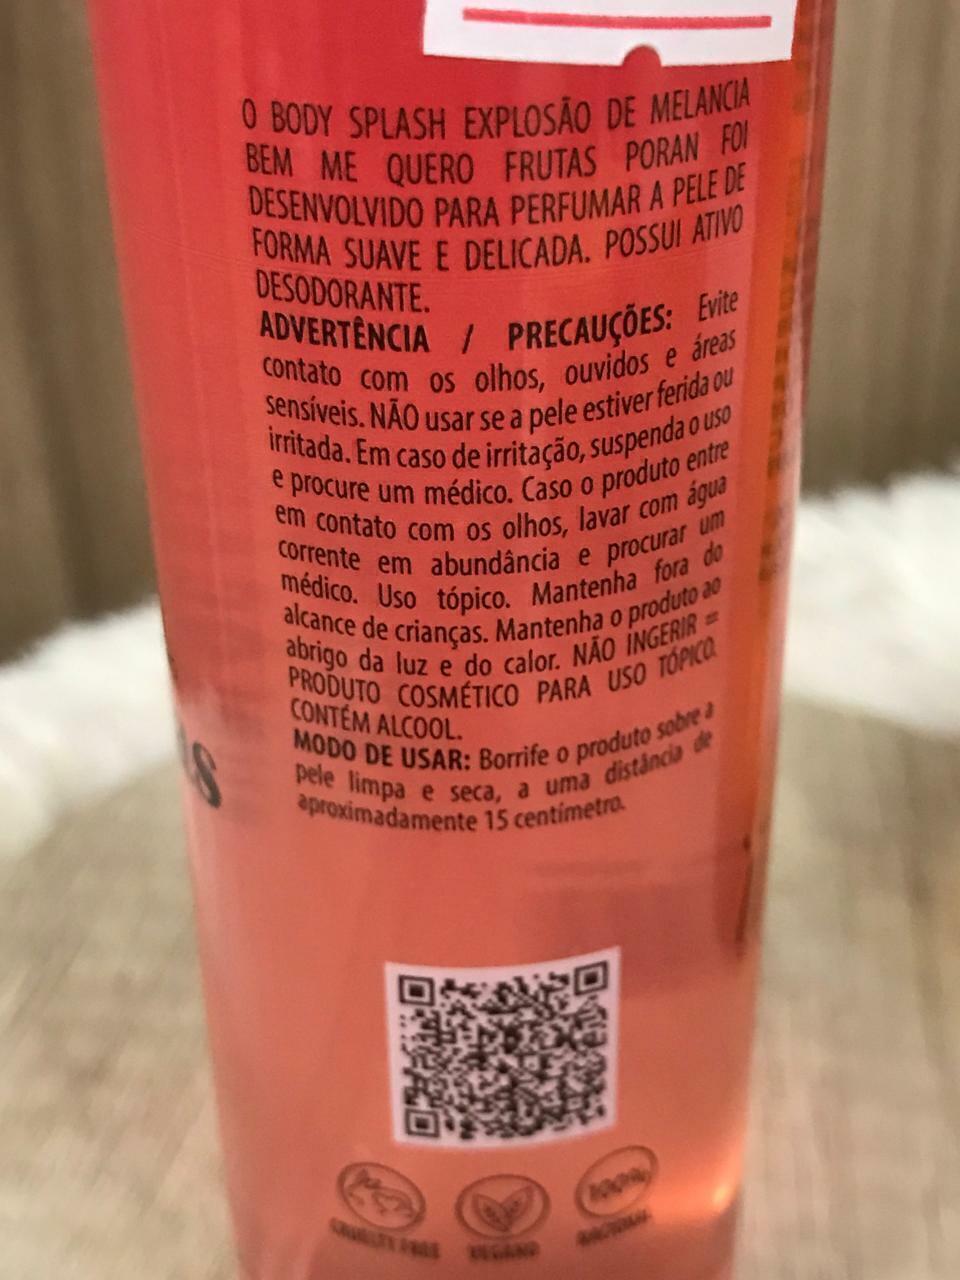 O BODY SPLASH EXPLOSÃO DE MELANCIA
BEM ME QUERO FRUTAS PORAN FOI
DESENVOLVIDO PARA PERFUMAR A PELE DE
FORMA SUAVE E DELICADA. POSSUI ATIVO
DESODORANTE.
ADVERTÊNCIA / PRECAUÇÕES: Evite
contato com os olhos, ouvidos e áreas
sensíveis. NÃO usar se a pele estiver ferida ou
irritada. Em caso de irritação, suspenda o uso
e procure um médico. Caso o produto entre
em contato com os olhos, lavar com água
corrente em abundância e procurar um
médico. Uso tópico. Mantenha fora do
alcance de crianças. Mantenha o produto ao
abrigo da luz e do calor. NÃO INGERIR =
PRODUTO COSMÉTICO PARA USO TÓPICO.
CONTÉM ALCOOL.
MODO DE USAR: Borrife o produto sobre a
pele limpa e seca, a uma distância de
aproximadamente 15 centímetro.
100%
CRUELTY FREE
VEGANO
NACIONAL